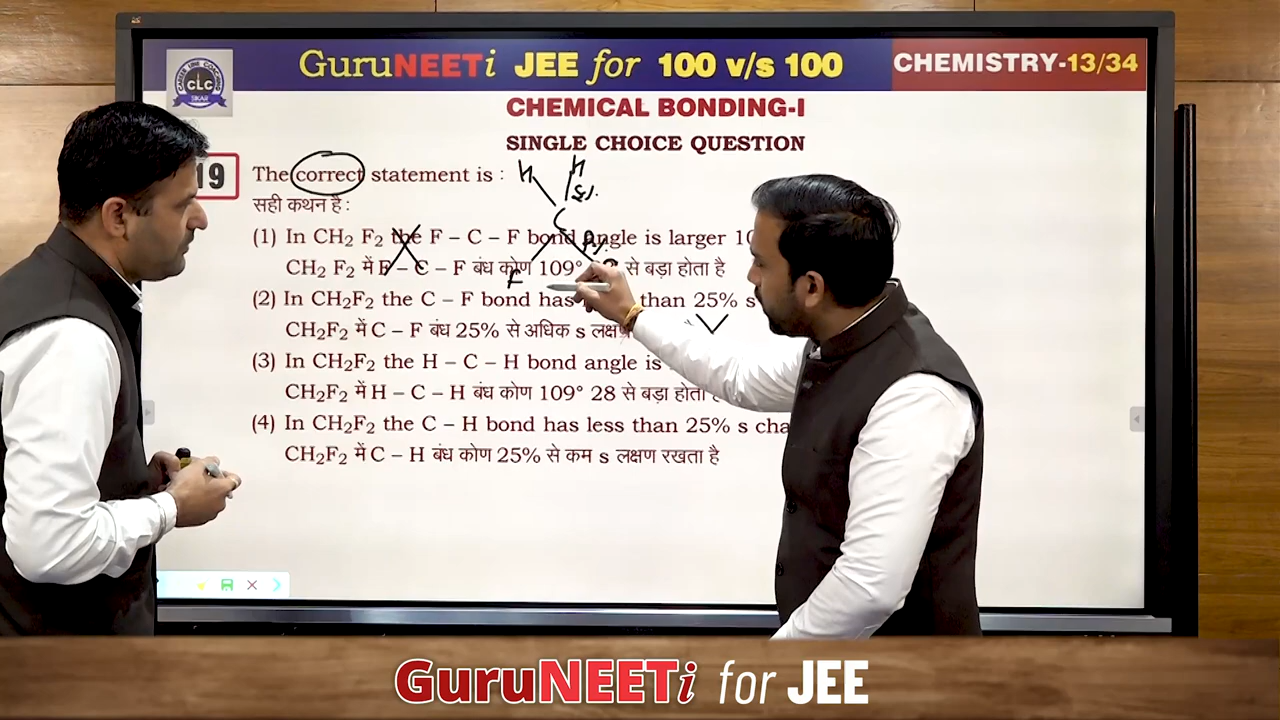 GuruNEETi JEE for 100 v/s 100
CHEMISTRY-13/34
CLC
SIKAR
CHEMICAL BONDING-I
SINGLE CHOICE QUESTION
19
The correct statement is :
सही कथन है :
H H
C
F
(1) In CH₂ F₂ the F – C – F bond angle is larger
CH₂ F₂ में F – C – F बंध कोण 109° से बड़ा होता है
(2) In CH₂F₂ the C – F bond has than 25% s
CH₂F₂ में C – F बंध 25% से अधिक s
(3) In CH₂F₂ the H – C – H bond angle is
CH₂F₂ में H – C – H बंध कोण 109° 28 से बड़ा
(4) In CH₂F₂ the C – H bond has less than 25% s
CH₂F₂ में C – H बंध कोण 25% से कम s लक्षण रखता है
GuruNEETi for JEE